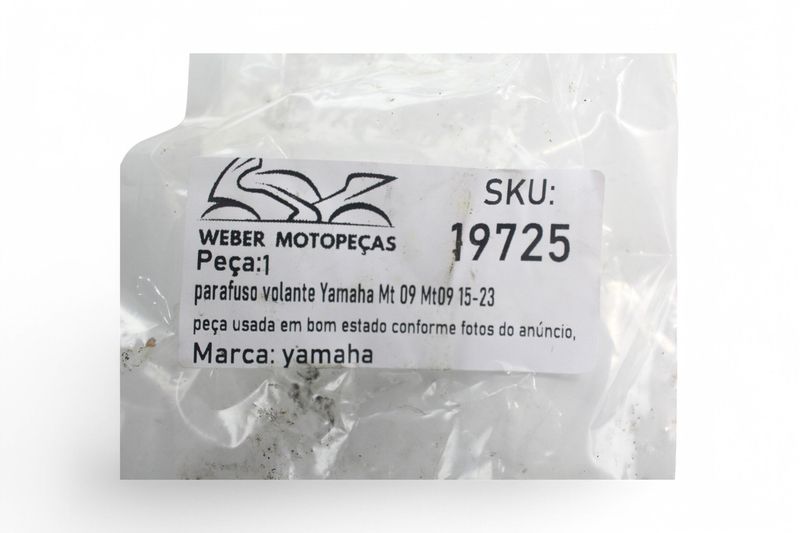 WEBER MOTOPEÇAS
SKU:
19725
Peça:1
parafuso volante Yamaha Mt 09 Mt09 15-23
peça usada em bom estado conforme fotos do anúncio,
Marca: yamaha